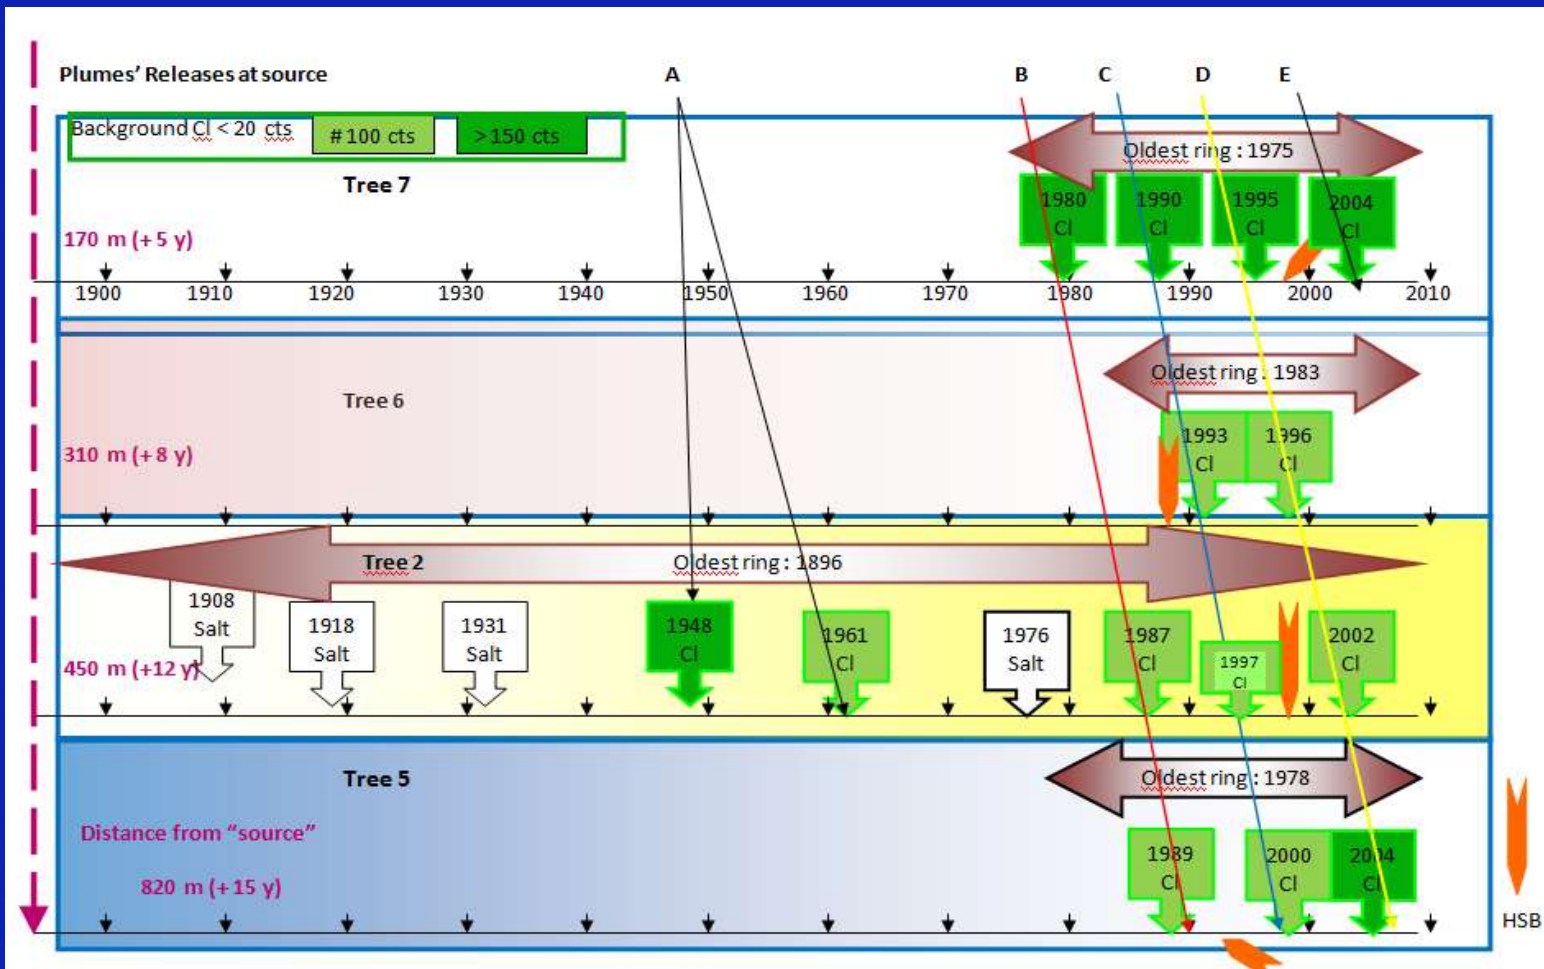 Plumes' Releases at source
A
B
C
D
E
Background Cl < 20 cts
# 100 cts
> 150 cts
Oldest ring : 1975
Tree 7
1980
Cl
1990
Cl
1995
Cl
2004
Cl
170 m (+ 5 y)
1900
1910
1920
1930
1940
1950
1960
1970
1980
1990
2000
2010
Oldest ring : 1983
Tree 6
310 m (+ 8 y)
1993
Cl
1996
Cl
Tree 2
Oldest ring : 1896
1908
Salt
1918
Salt
1931
Salt
1948
Cl
1961
Cl
1976
Salt
1987
Cl
1997
Cl
2002
Cl
450 m (+12 y)
Tree 5
Oldest ring : 1978
Distance from "source"
820 m (+ 15 y)
1989
Cl
2000
Cl
2004
Cl
HSB